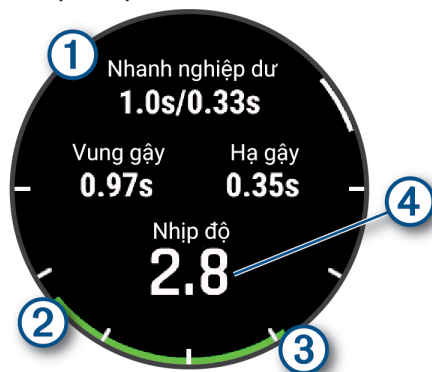 1
Nhanh nghiệp dư
1.0s/0.33s
Vung gậy Hạ gậy
0.97s 0.35s
4
Nhịp độ
2.8
2
3